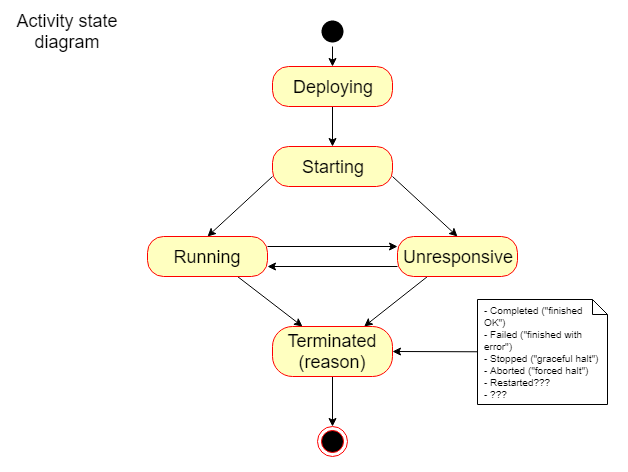 Activity state
diagram
Deploying
Starting
Running
Unresponsive
Terminated
(reason)
- Completed ("finished
OK")
- Failed ("finished with
error")
- Stopped ("graceful halt")
- Aborted ("forced halt")
- Restarted???
- ???